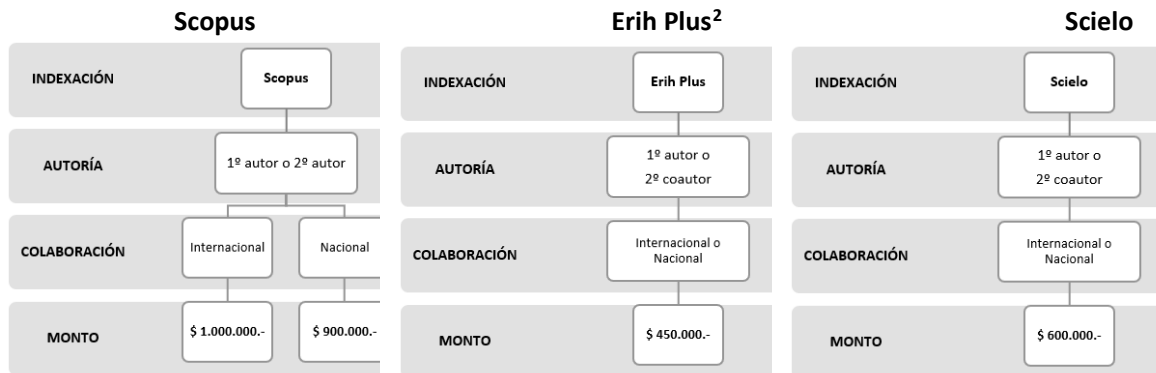 Scopus
INDEXACIÓN
Scopus
AUTORÍA
1º autor o 2º autor
COLABORACIÓN
Internacional
Nacional
MONTO
$ 1.000.000.-
$ 900.000.-
Erih Plus²
INDEXACIÓN
Erih Plus
AUTORÍA
1º autor o
2º coautor
COLABORACIÓN
Internacional o
Nacional
MONTO
$ 450.000.-
Scielo
INDEXACIÓN
Scielo
AUTORÍA
1º autor o
2º coautor
COLABORACIÓN
Internacional o
Nacional
MONTO
$ 600.000.-